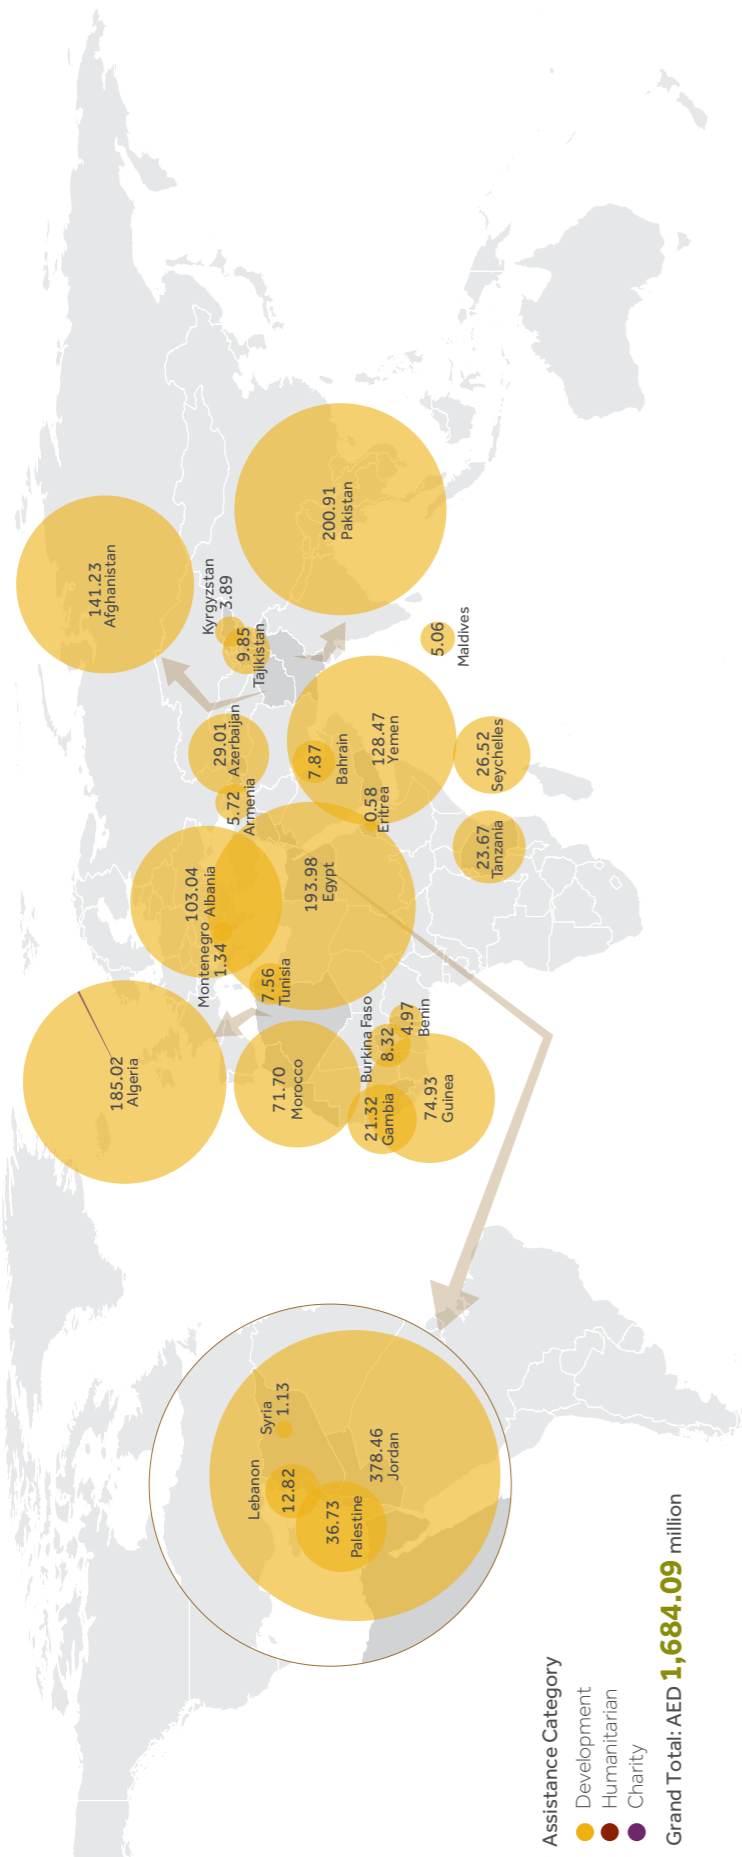 141.23
Afghanistan
Kyrgyzstan
3.89
9.85
Tajikistan
200.91
Pakistan
5.06
Maldives
29.01
Azerbaijan
5.72
Armenia
7.87
Bahrain
128.47
Yemen
0.58
Eritrea
26.52
Seychelles
23.67
Tanzania
103.04
Albania
Montenegro
1.34
193.98
Egypt
7.56
Tunisia
185.02
Algeria
71.70
Morocco
Burkina Faso
8.32
4.97
Benin
21.32
Gambia
74.93
Guinea
Syria
1.13
Lebanon
12.82
36.73
Palestine
378.46
Jordan
Assistance Category
Development
Humanitarian
Charity
Grand Total: AED 1,684.09 million